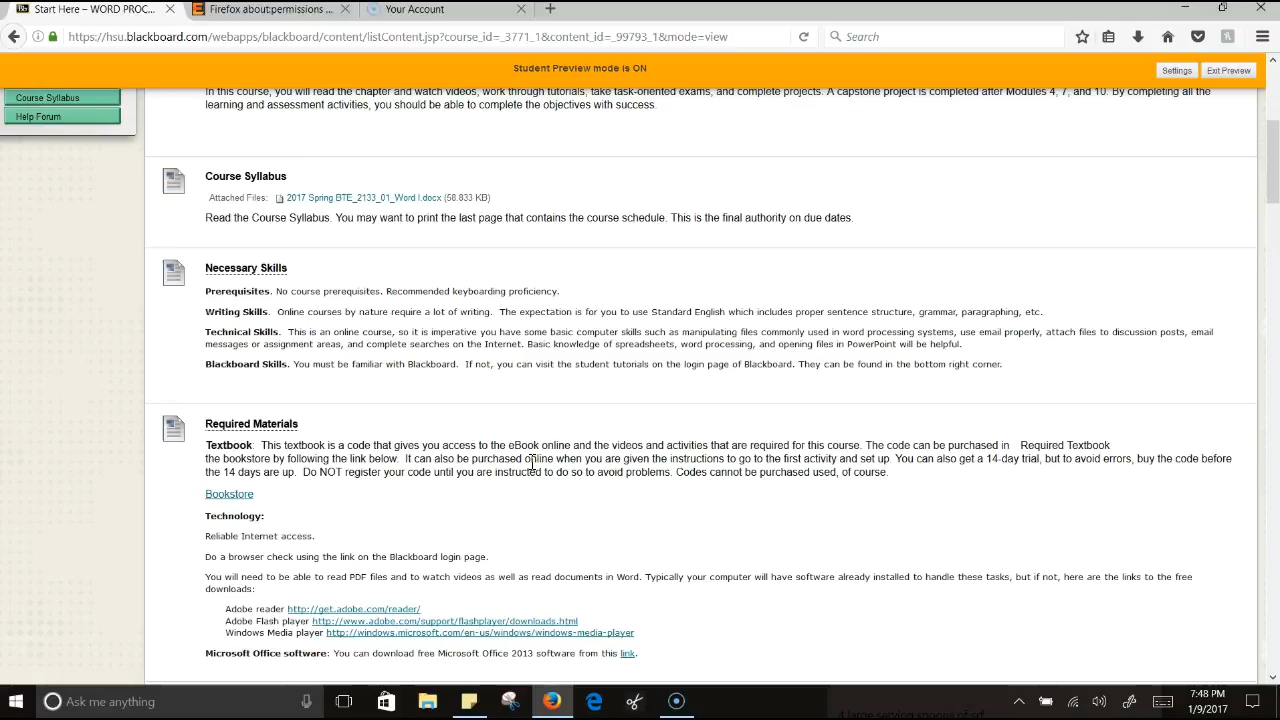 Start Here – WORD PROC...
Firefox about:permissions ...
Your Account
https://hsu.blackboard.com/webapps/blackboard/content/listContent.jsp?course_id=_3771_1&content_id=_99793_1&mode=view
Search
Student Preview mode is ON
Settings
Exit Preview
Course Syllabus
Help Forum
In this course, you will read the chapter and watch videos, work through tutorials, take task-oriented exams, and complete projects. A capstone project is completed after Modules 4, 7, and 10. By completing all the
learning and assessment activities, you should be able to complete the objectives with success.
Course Syllabus
Attached Files: 2017 Spring BTE_2133_01_Word I.docx (58.833 KB)
Read the Course Syllabus. You may want to print the last page that contains the course schedule. This is the final authority on due dates.
Necessary Skills
Prerequisites. No course prerequisites. Recommended keyboarding proficiency.
Writing Skills. Online courses by nature require a lot of writing. The expectation is for you to use Standard English which includes proper sentence structure, grammar, paragraphing, etc.
Technical Skills. This is an online course, so it is imperative you have some basic computer skills such as manipulating files commonly used in word processing systems, use email properly, attach files to discussion posts, email
messages or assignment areas, and complete searches on the Internet. Basic knowledge of spreadsheets, word processing, and opening files in PowerPoint will be helpful.
Blackboard Skills. You must be familiar with Blackboard. If not, you can visit the student tutorials on the login page of Blackboard. They can be found in the bottom right corner.
Required Materials
Textbook: This textbook is a code that gives you access to the eBook online and the videos and activities that are required for this course. The code can be purchased in Required Textbook
the bookstore by following the link below. It can also be purchased online when you are given the instructions to go to the first activity and set up. You can also get a 14-day trial, but to avoid errors, buy the code before
the 14 days are up. Do NOT register your code until you are instructed to do so to avoid problems. Codes cannot be purchased used, of course.
Bookstore
Technology:
Reliable Internet access.
Do a browser check using the link on the Blackboard login page.
You will need to be able to read PDF files and to watch videos as well as read documents in Word. Typically your computer will have software already installed to handle these tasks, but if not, here are the links to the free
downloads:
Adobe reader http://get.adobe.com/reader/
Adobe Flash player http://www.adobe.com/support/flashplayer/downloads.html
Windows Media player http://windows.microsoft.com/en-us/windows/windows-media-player
Microsoft Office software: You can download free Microsoft Office 2013 software from this link.
Ask me anything
7:48 PM
1/9/2017